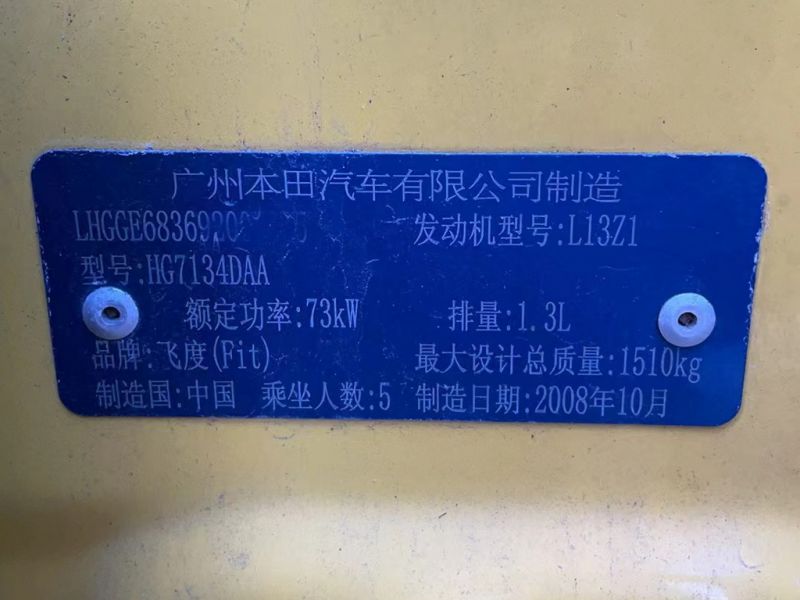 广州本田汽车有限公司制造
LHGGE683692 发动机型号:L13Z1
型号:HG7134DAA
额定功率:73kW 排量:1.3L
品牌:飞度(Fit) 最大设计总质量:1510kg
制造国:中国 乘坐人数:5 制造日期:2008年10月